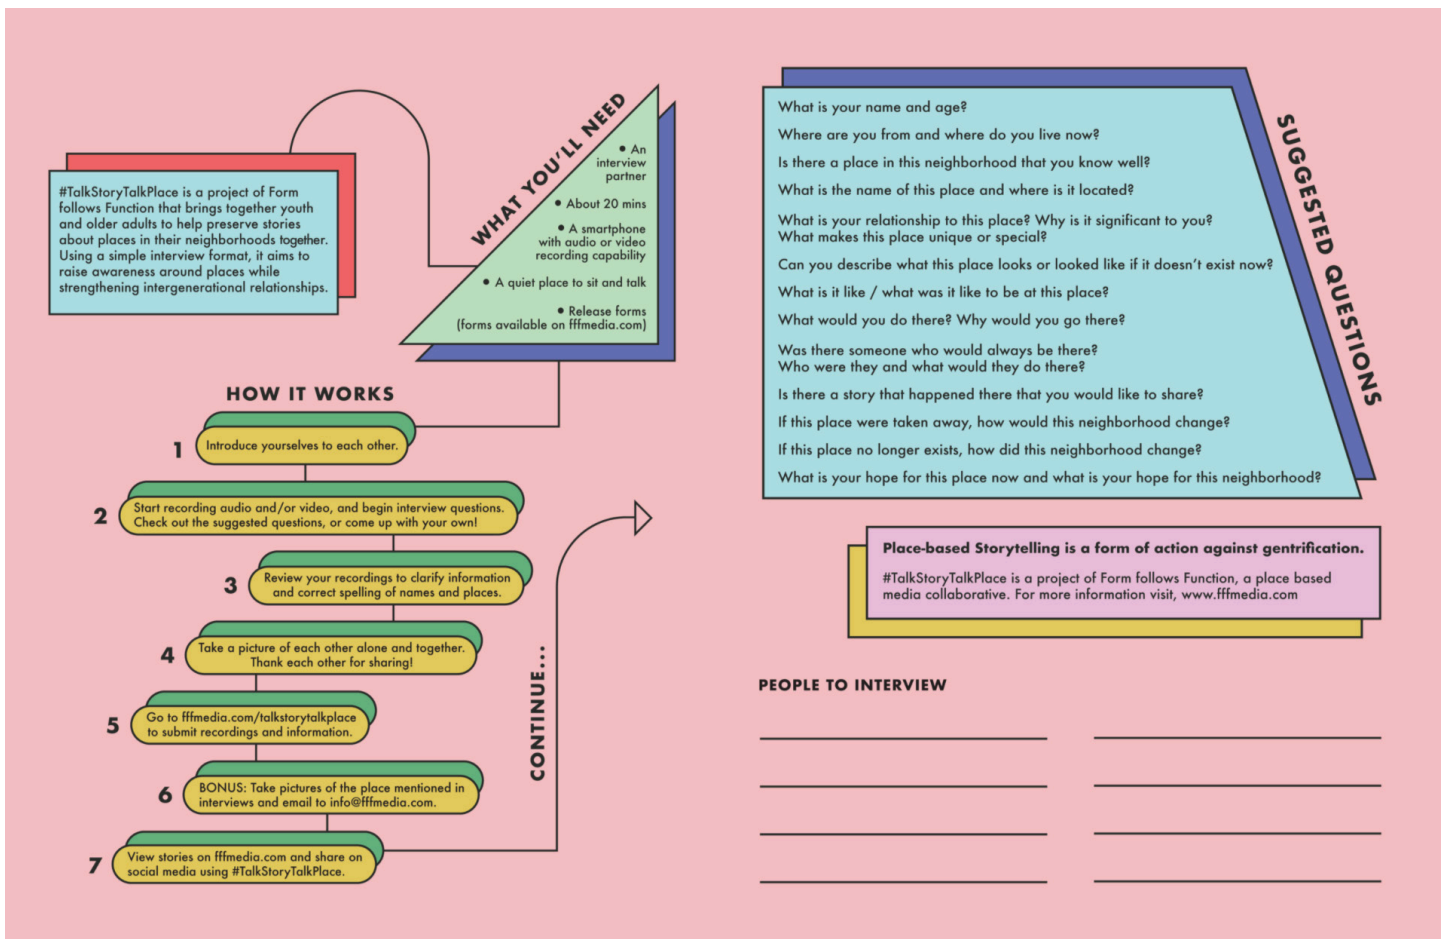 #TalkStoryTalkPlace is a project of Form
follows Function that brings together youth
and older adults to help preserve stories
about places in their neighborhoods together.
Using a simple interview format, it aims to
raise awareness around places while
strengthening intergenerational relationships.
WHAT YOU'LL NEED
• An
interview
partner
• About 20 mins
• A smartphone
with audio or video
recording capability
• A quiet place to sit and talk
• Release forms
(forms available on fffmedia.com)
HOW IT WORKS
1 Introduce yourselves to each other.
2 Start recording audio and/or video, and begin interview questions.
Check out the suggested questions, or come up with your own!
3 Review your recordings to clarify information
and correct spelling of names and places.
4 Take a picture of each other alone and together.
Thank each other for sharing!
5 Go to fffmedia.com/talkstorytalkplace
to submit recordings and information.
6 BONUS: Take pictures of the place mentioned in
interviews and email to info@fffmedia.com.
7 View stories on fffmedia.com and share on
social media using #TalkStoryTalkPlace.
CONTINUE...
SUGGESTED QUESTIONS
What is your name and age?
Where are you from and where do you live now?
Is there a place in this neighborhood that you know well?
What is the name of this place and where is it located?
What is your relationship to this place? Why is it significant to you?
What makes this place unique or special?
Can you describe what this place looks or looked like if it doesn't exist now?
What is it like / what was it like to be at this place?
What would you do there? Why would you go there?
Was there someone who would always be there?
Who were they and what would they do there?
Is there a story that happened there that you would like to share?
If this place were taken away, how would this neighborhood change?
If this place no longer exists, how did this neighborhood change?
What is your hope for this place now and what is your hope for this neighborhood?
Place-based Storytelling is a form of action against gentrification.
#TalkStoryTalkPlace is a project of Form follows Function, a place based
media collaborative. For more information visit, www.fffmedia.com
PEOPLE TO INTERVIEW